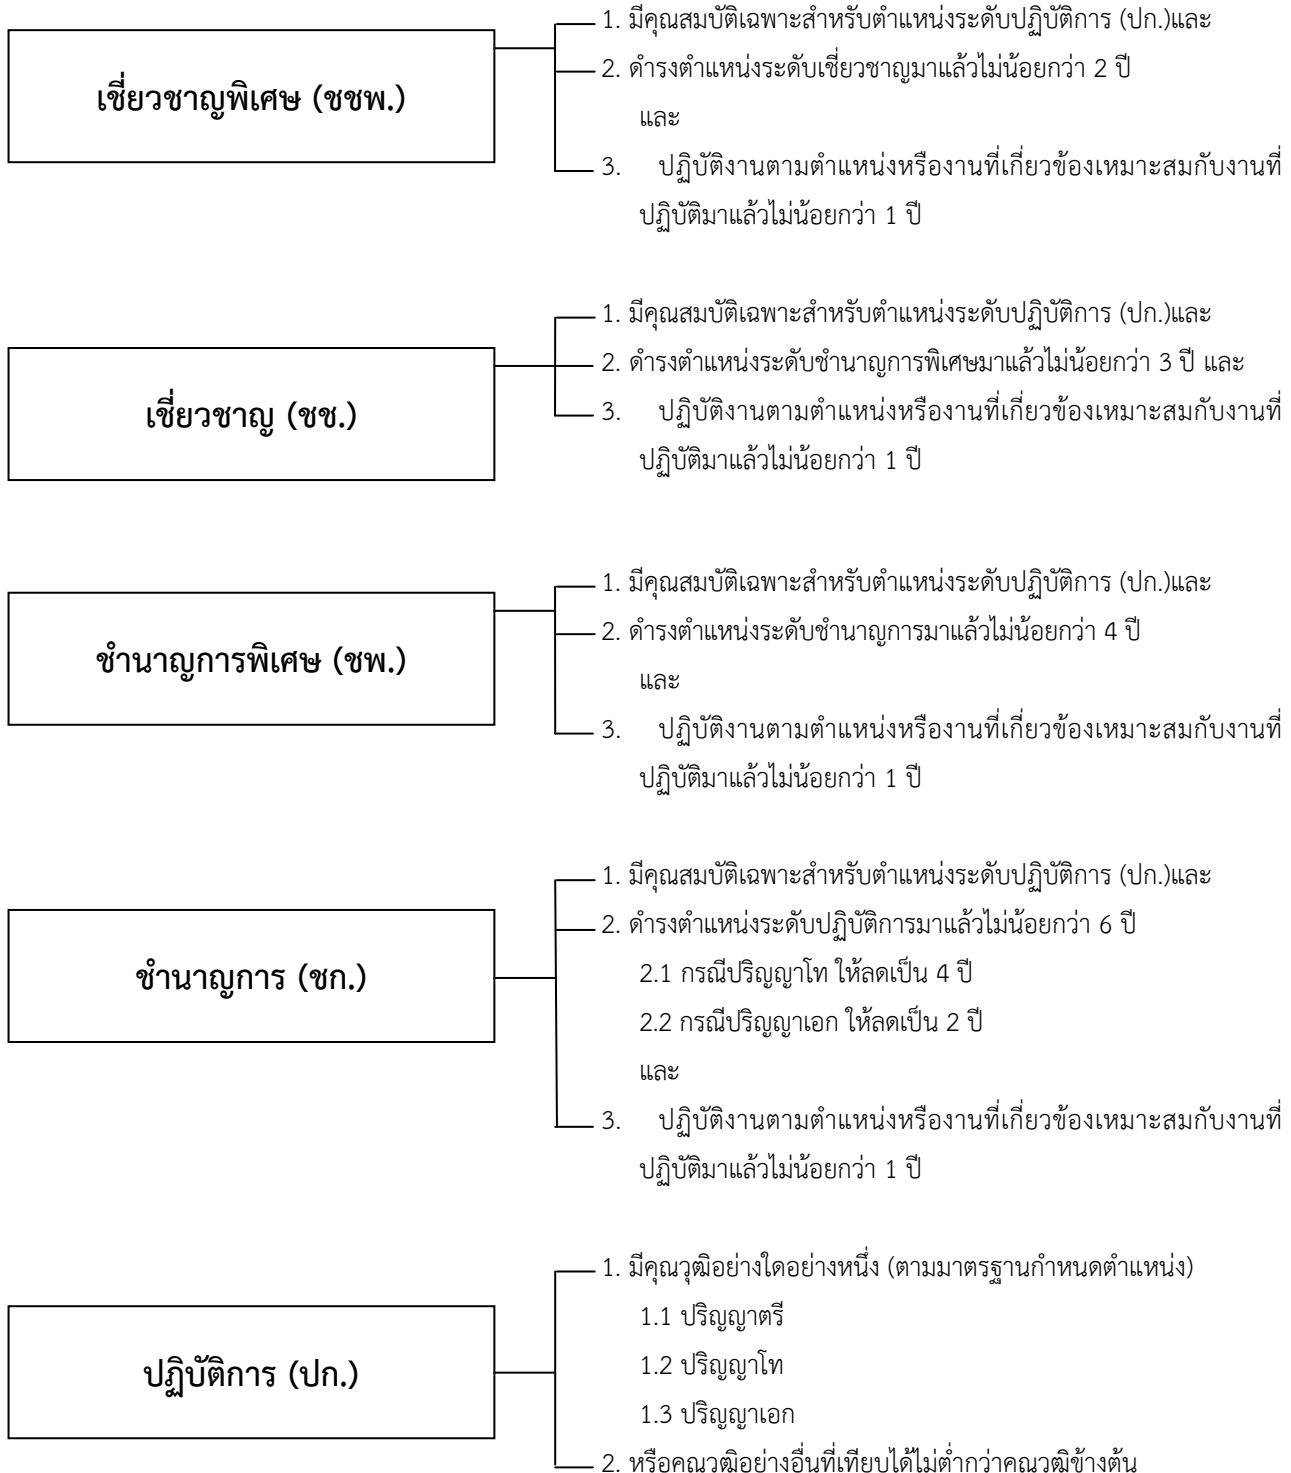 เชี่ยวชาญพิเศษ (ชชพ.)
1. มีคุณสมบัติเฉพาะสำหรับตำแหน่งระดับปฏิบัติการ (ปก.)และ
2. ดำรงตำแหน่งระดับเชี่ยวชาญมาแล้วไม่น้อยกว่า 2 ปี
และ
3. ปฏิบัติงานตามตำแหน่งหรืองานที่เกี่ยวข้องเหมาะสมกับงานที่
ปฏิบัติมาแล้วไม่น้อยกว่า 1 ปี
เชี่ยวชาญ (ชช.)
1. มีคุณสมบัติเฉพาะสำหรับตำแหน่งระดับปฏิบัติการ (ปก.)และ
2. ดำรงตำแหน่งระดับชำนาญการพิเศษมาแล้วไม่น้อยกว่า 3 ปี และ
3. ปฏิบัติงานตามตำแหน่งหรืองานที่เกี่ยวข้องเหมาะสมกับงานที่
ปฏิบัติมาแล้วไม่น้อยกว่า 1 ปี
ชำนาญการพิเศษ (ชพ.)
1. มีคุณสมบัติเฉพาะสำหรับตำแหน่งระดับปฏิบัติการ (ปก.)และ
2. ดำรงตำแหน่งระดับชำนาญการมาแล้วไม่น้อยกว่า 4 ปี
และ
3. ปฏิบัติงานตามตำแหน่งหรืองานที่เกี่ยวข้องเหมาะสมกับงานที่
ปฏิบัติมาแล้วไม่น้อยกว่า 1 ปี
ชำนาญการ (ชก.)
1. มีคุณสมบัติเฉพาะสำหรับตำแหน่งระดับปฏิบัติการ (ปก.)และ
2. ดำรงตำแหน่งระดับปฏิบัติการมาแล้วไม่น้อยกว่า 6 ปี
2.1 กรณีปริญญาโท ให้ลดเป็น 4 ปี
2.2 กรณีปริญญาเอก ให้ลดเป็น 2 ปี
และ
3. ปฏิบัติงานตามตำแหน่งหรืองานที่เกี่ยวข้องเหมาะสมกับงานที่
ปฏิบัติมาแล้วไม่น้อยกว่า 1 ปี
ปฏิบัติการ (ปก.)
1. มีคุณวุฒิอย่างใดอย่างหนึ่ง (ตามมาตรฐานกำหนดตำแหน่ง)
1.1 ปริญญาตรี
1.2 ปริญญาโท
1.3 ปริญญาเอก
2. หรือคุณวุฒิอย่างอื่นที่เทียบได้ไม่ต่ำกว่าคุณวุฒิข้างต้น